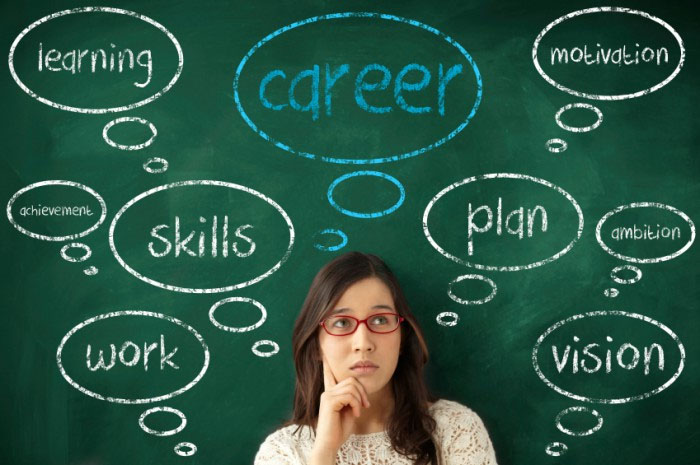 learning
career
motivation
achievement
skills
plan
ambition
work
vision